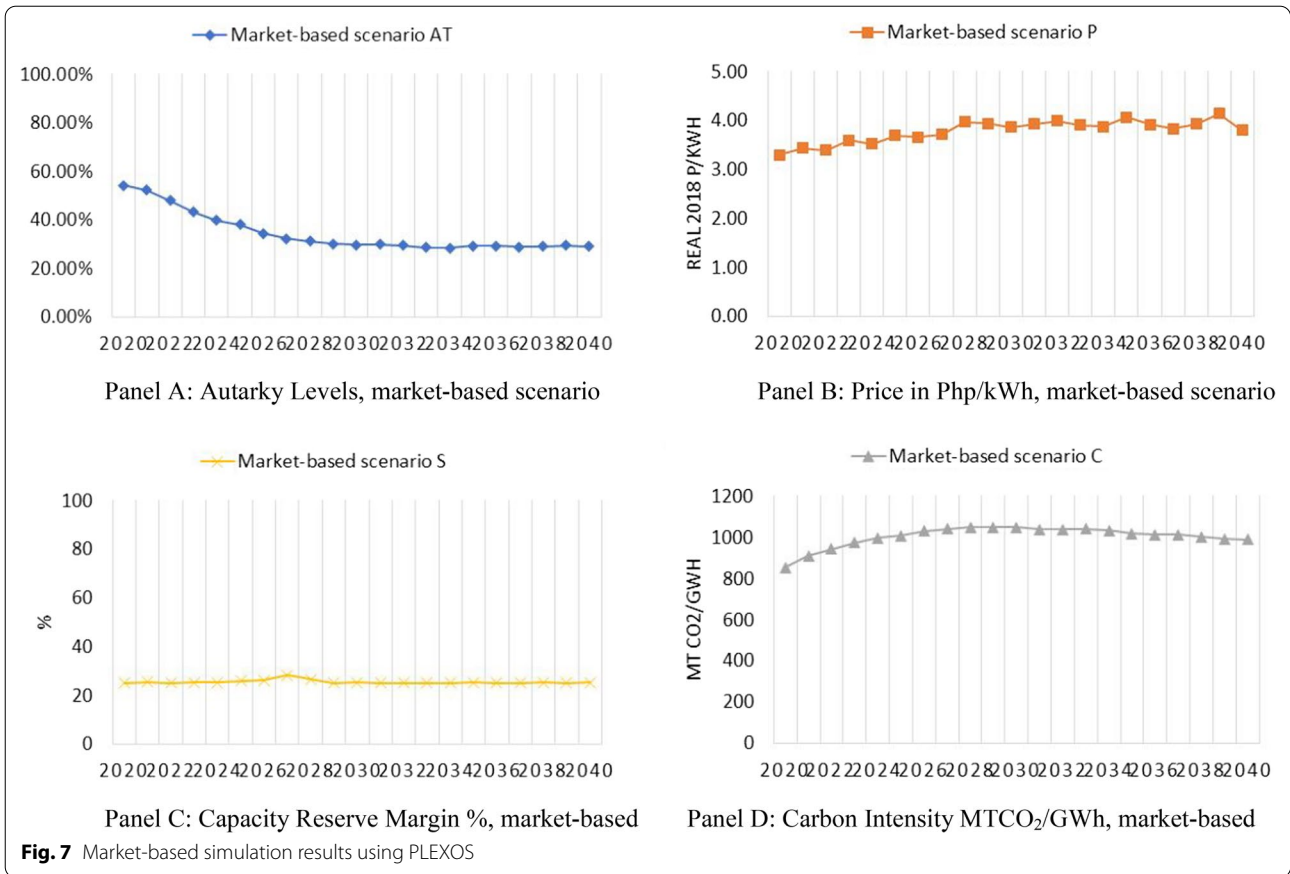 Market-based scenario AT
100.00%
80.00%
60.00%
40.00%
20.00%
0.00%
2020 2022 2024 2026 2028 2030 2032 2034 2036 2038 2040
Panel A: Autarky Levels, market-based scenario
Market-based scenario P
REAL 2018 P/KWH
5.00
4.00
3.00
2.00
1.00
0.00
2020 2022 2024 2026 2028 2030 2032 2034 2036 2038 2040
Panel B: Price in Php/kWh, market-based scenario
Market-based scenario S
%
100
80
60
40
20
0
2020 2022 2024 2026 2028 2030 2032 2034 2036 2038 2040
Panel C: Capacity Reserve Margin %, market-based
Market-based scenario C
MT CO2/GWH
1200
1000
800
600
400
200
0
2020 2022 2024 2026 2028 2030 2032 2034 2036 2038 2040
Panel D: Carbon Intensity MTCO₂/GWh, market-based
Fig. 7 Market-based simulation results using PLEXOS